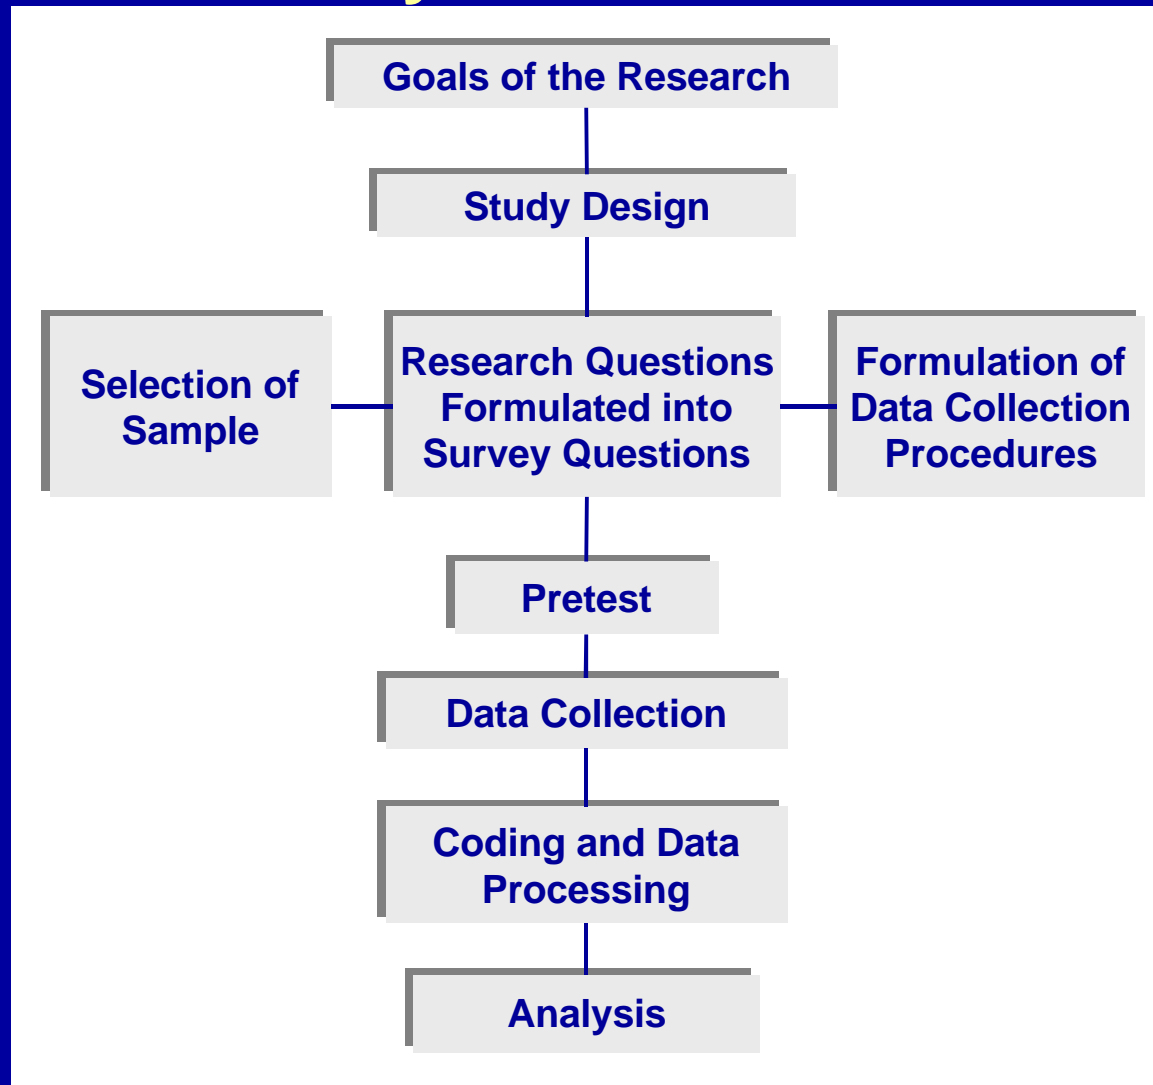 Goals of the Research
Study Design
Selection of
Sample
Research Questions
Formulated into
Survey Questions
Formulation of
Data Collection
Procedures
Pretest
Data Collection
Coding and Data
Processing
Analysis